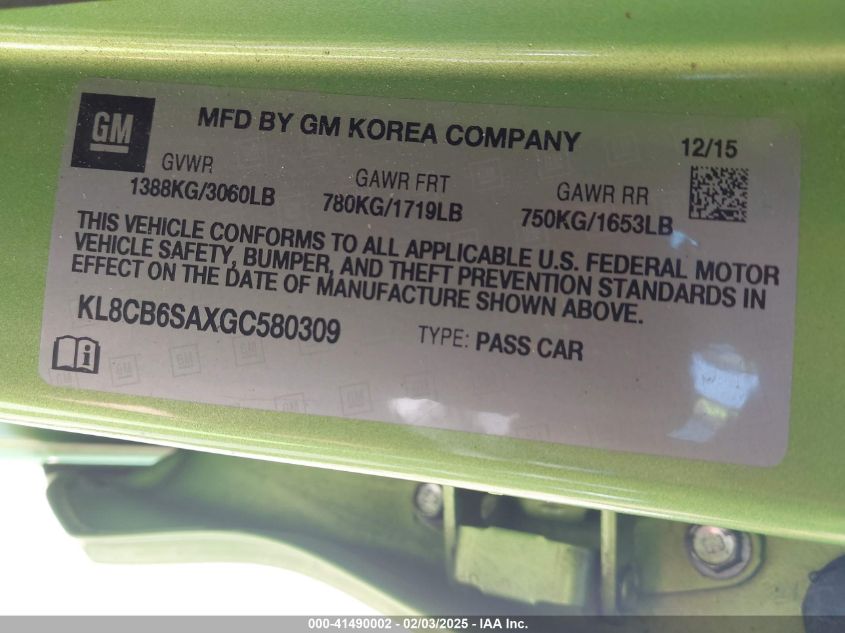 GM
MFD BY GM KOREA COMPANY
12/15
GVWR
GAWR FRT
GAWR RR
1388KG/3060LB
780KG/1719LB
750KG/1653LB
THIS VEHICLE CONFORMS TO ALL APPLICABLE U.S. FEDERAL MOTOR
VEHICLE SAFETY, BUMPER, AND THEFT PREVENTION STANDARDS IN
EFFECT ON THE DATE OF MANUFACTURE SHOWN ABOVE.
KL8CB6SAXGC580309
TYPE: PASS CAR
000-41490002 - 02/03/2025 - IAA Inc.